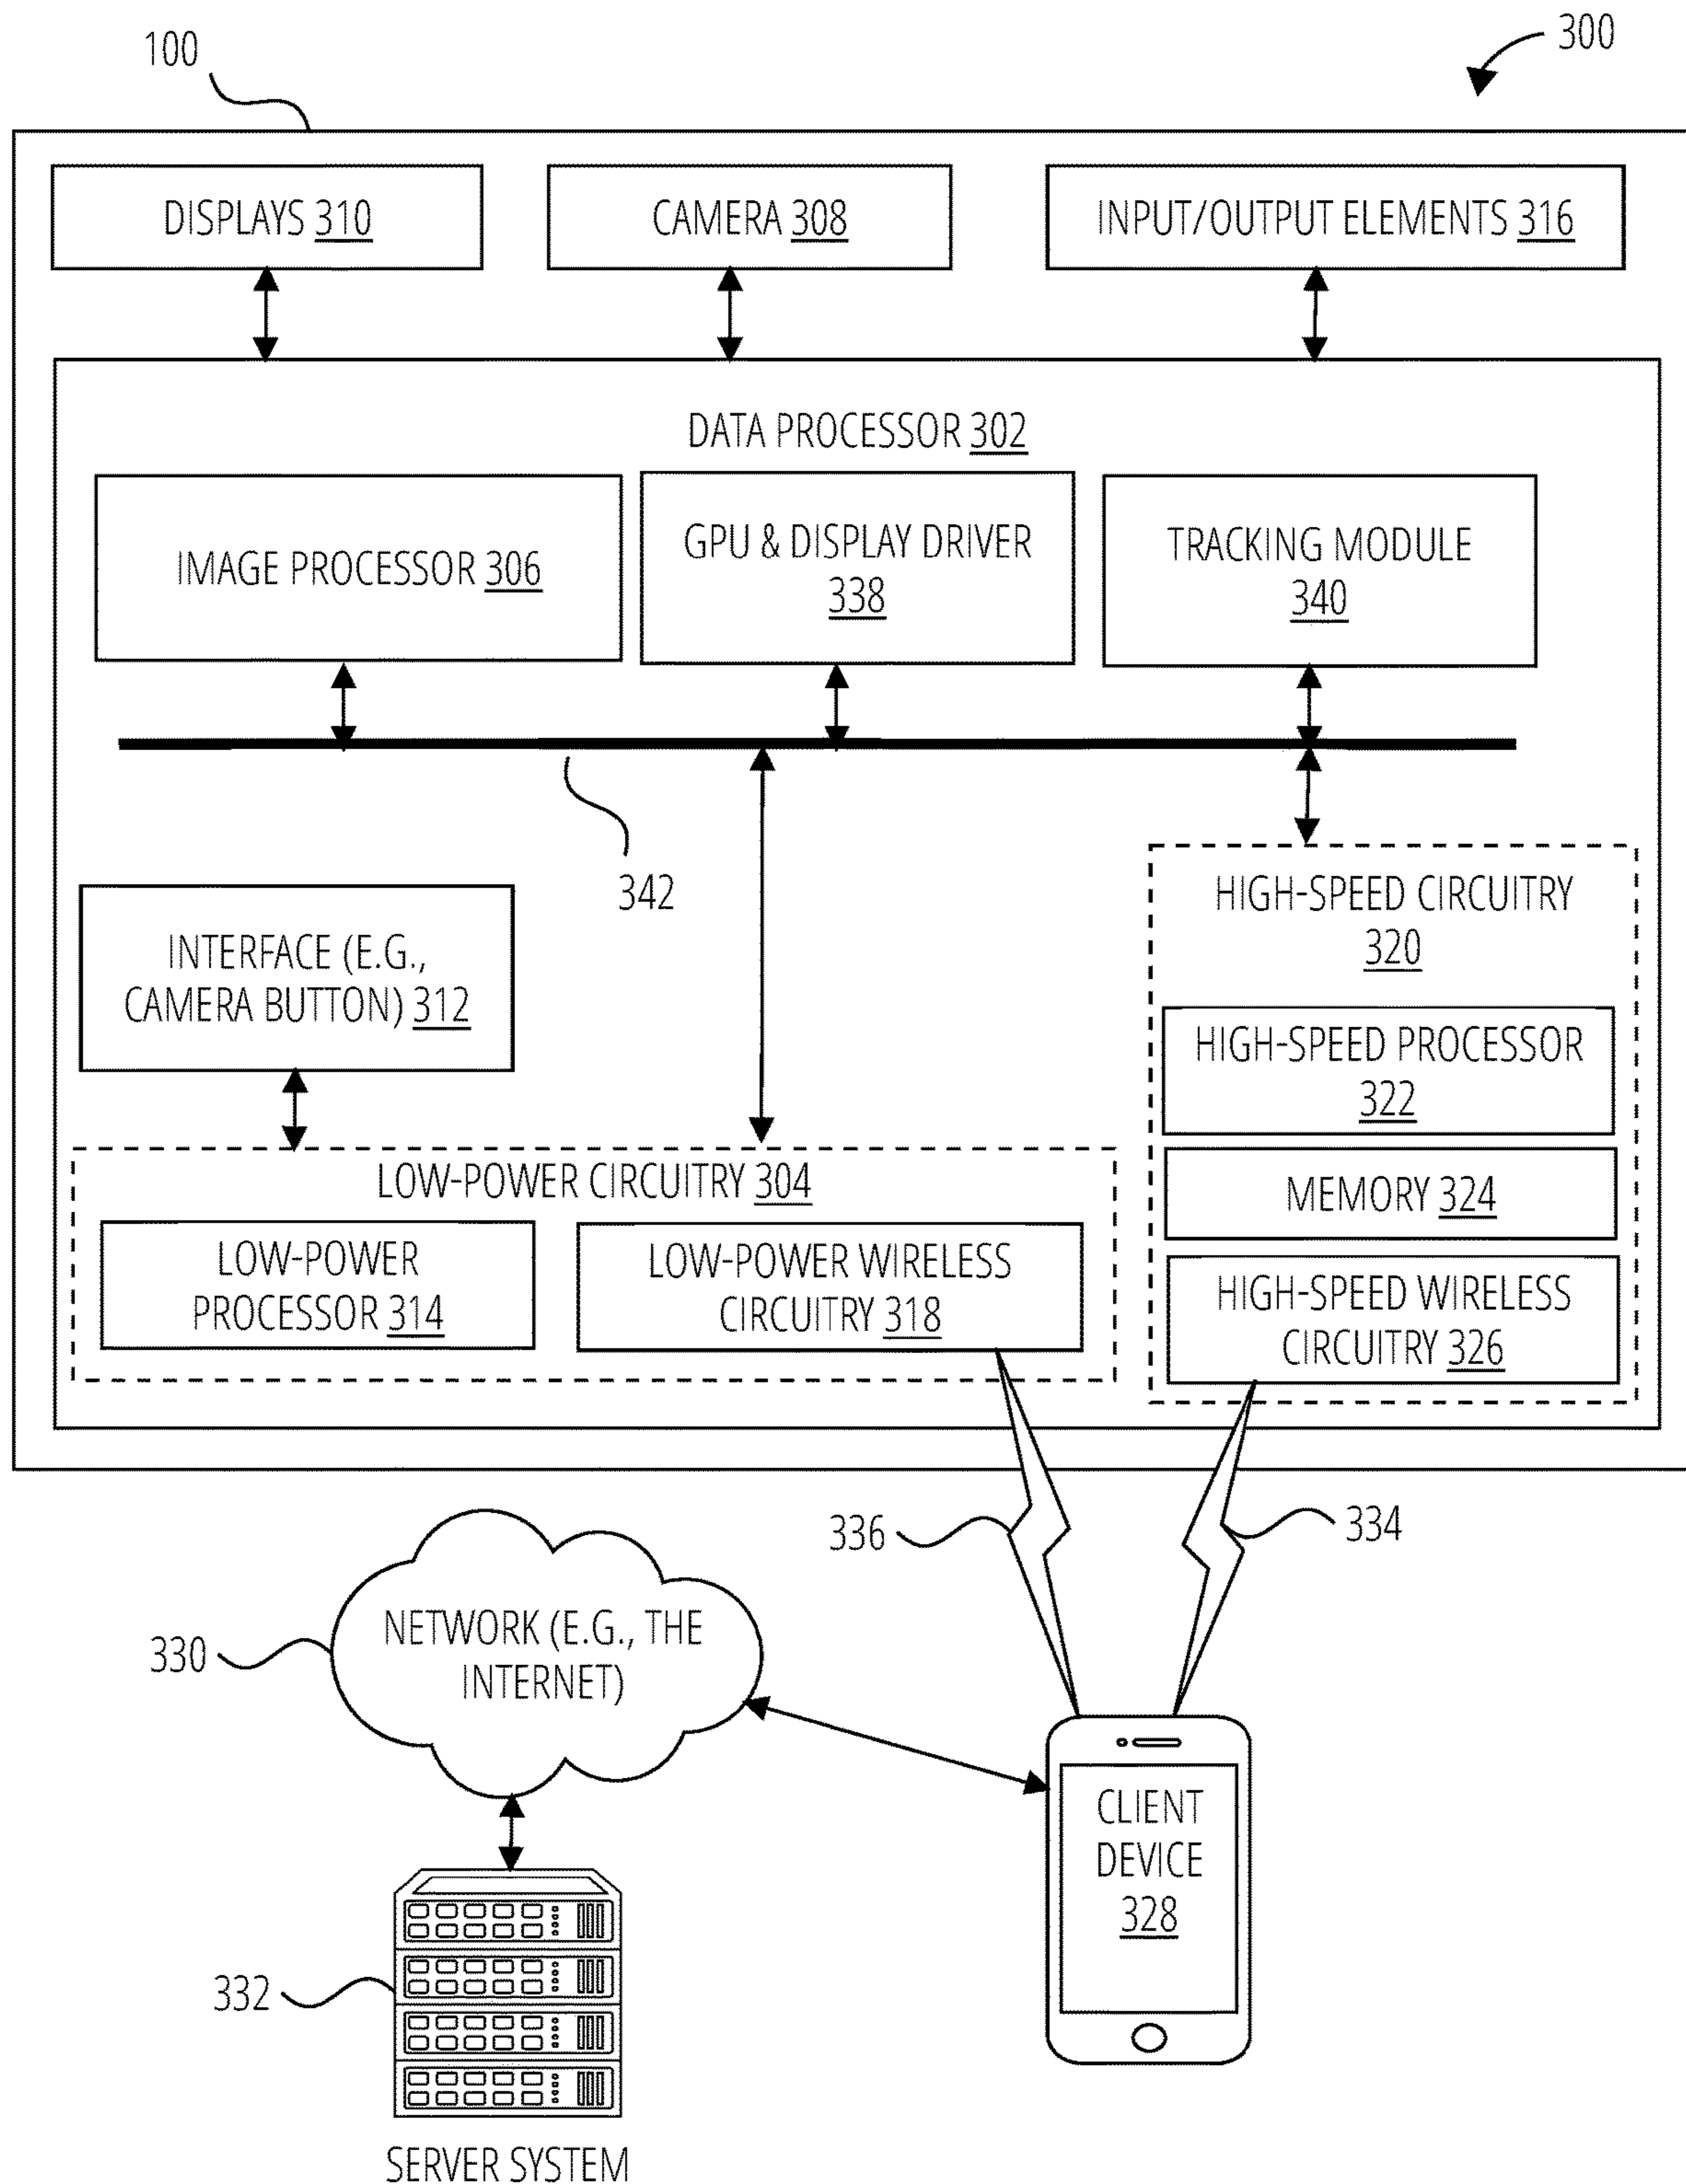 100
300
DISPLAYS 310
CAMERA 308
INPUT/OUTPUT ELEMENTS 316
DATA PROCESSOR 302
IMAGE PROCESSOR 306
GPU & DISPLAY DRIVER
338
TRACKING MODULE
340
342
INTERFACE (E.G.,
CAMERA BUTTON) 312
HIGH-SPEED CIRCUITRY
320
HIGH-SPEED PROCESSOR
322
MEMORY 324
HIGH-SPEED WIRELESS
CIRCUITRY 326
LOW-POWER CIRCUITRY 304
LOW-POWER
PROCESSOR 314
LOW-POWER WIRELESS
CIRCUITRY 318
336
334
330
NETWORK (E.G., THE
INTERNET)
CLIENT
DEVICE
328
332
SERVER SYSTEM